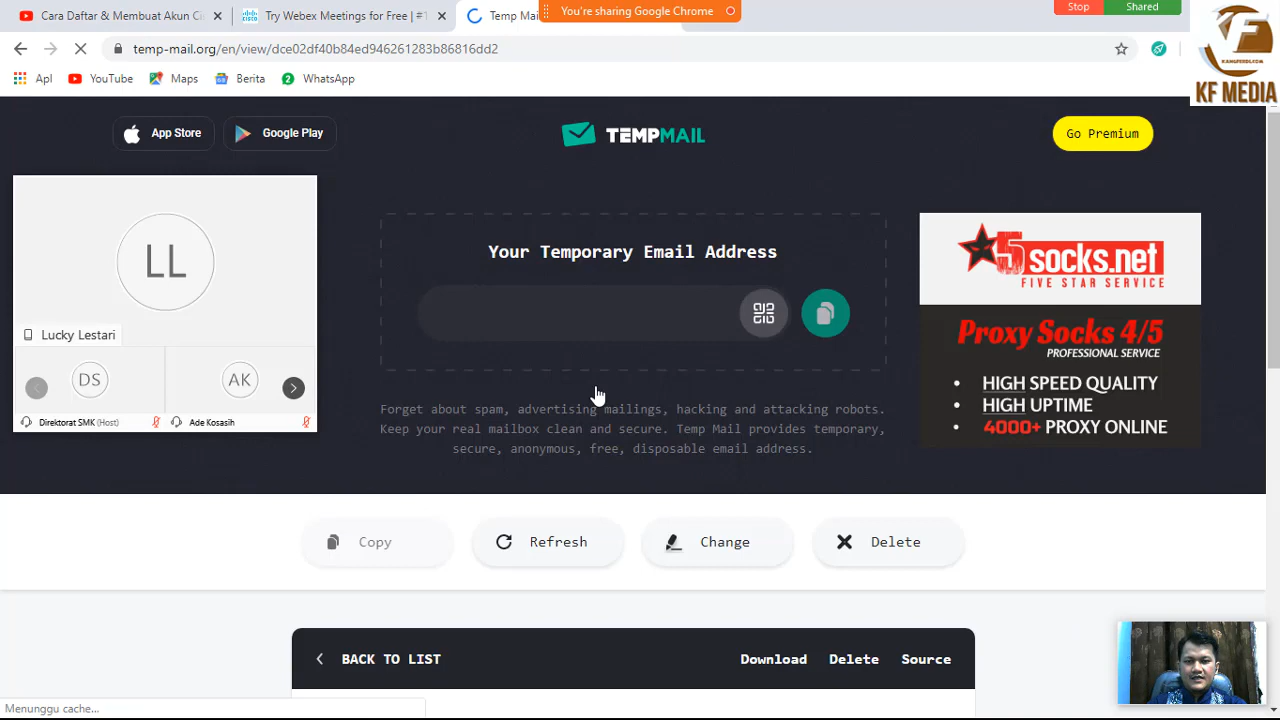 Cara Daftar & Membuat Akun Ci
Try Webex Meetings for Free | #1
Temp Mai
You're sharing Google Chrome
Stop
Shared
temp-mail.org/en/view/dce02df40b84ed946261283b86816dd2
Apl
YouTube
Maps
Berita
2
WhatsApp
F
KANGFERDI.COM
KF MEDIA
App Store
Google Play
TEMPMAIL
Go Premium
LL
Lucky Lestari
DS
AK
Direktorat SMK (Host)
Ade Kosasih
Your Temporary Email Address
Forget about spam, advertising mailings, hacking and attacking robots.
Keep your real mailbox clean and secure. Temp Mail provides temporary,
secure, anonymous, free, disposable email address.
5socks.net
FIVE STAR SERVICE
Proxy Socks 4/5
PROFESSIONAL SERVICE
• HIGH SPEED QUALITY
• HIGH UPTIME
• 4000+ PROXY ONLINE
Copy
Refresh
Change
Delete
BACK TO LIST
Download
Delete
Source
Menunggu cache...